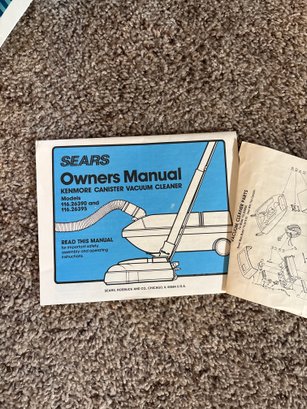 SEARS
Owners Manual
KENMORE CANISTER VACUUM CLEANER
Models
116.26390 and
116.26395
READ THIS MANUAL
for important safety,
assembly and operating
instructions.
SEARS, ROEBUCK AND CO., CHICAGO, IL 60684 U.S.A.